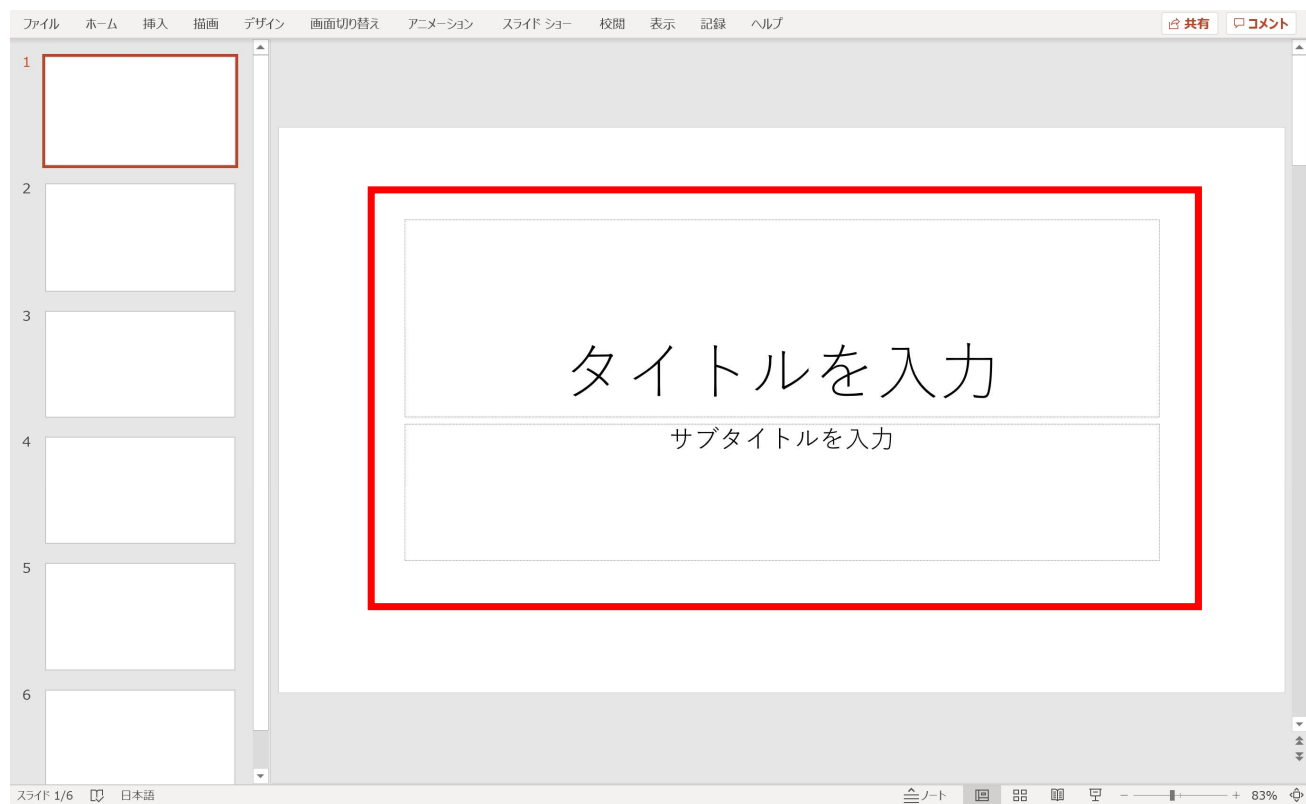 ファイル ホーム 挿入 描画 デザイン 画面切り替え アニメーション スライド ショー 校閲 表示 記録 ヘルプ 共有 コメント
1
2
3
4
5
6
タイトルを入力
サブタイトルを入力
スライド 1/6 日本語 ノート 83%